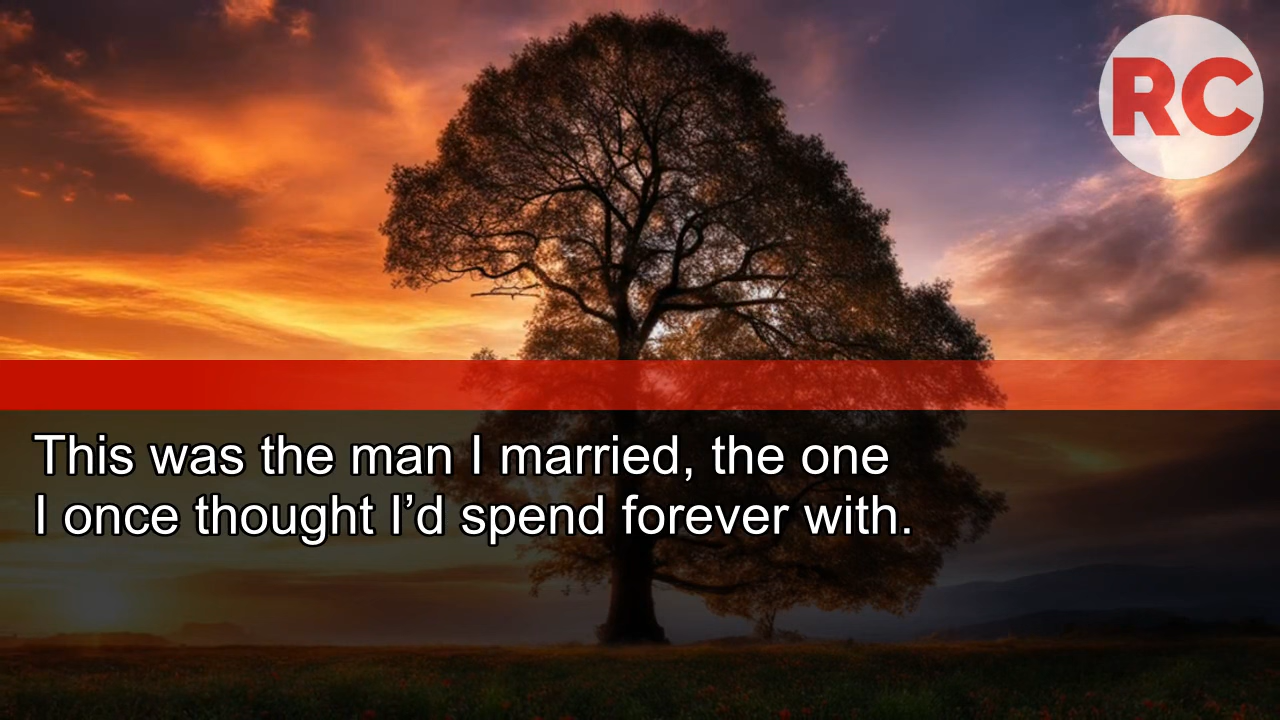 RC
This was the man I married, the one
I once thought I’d spend forever with.